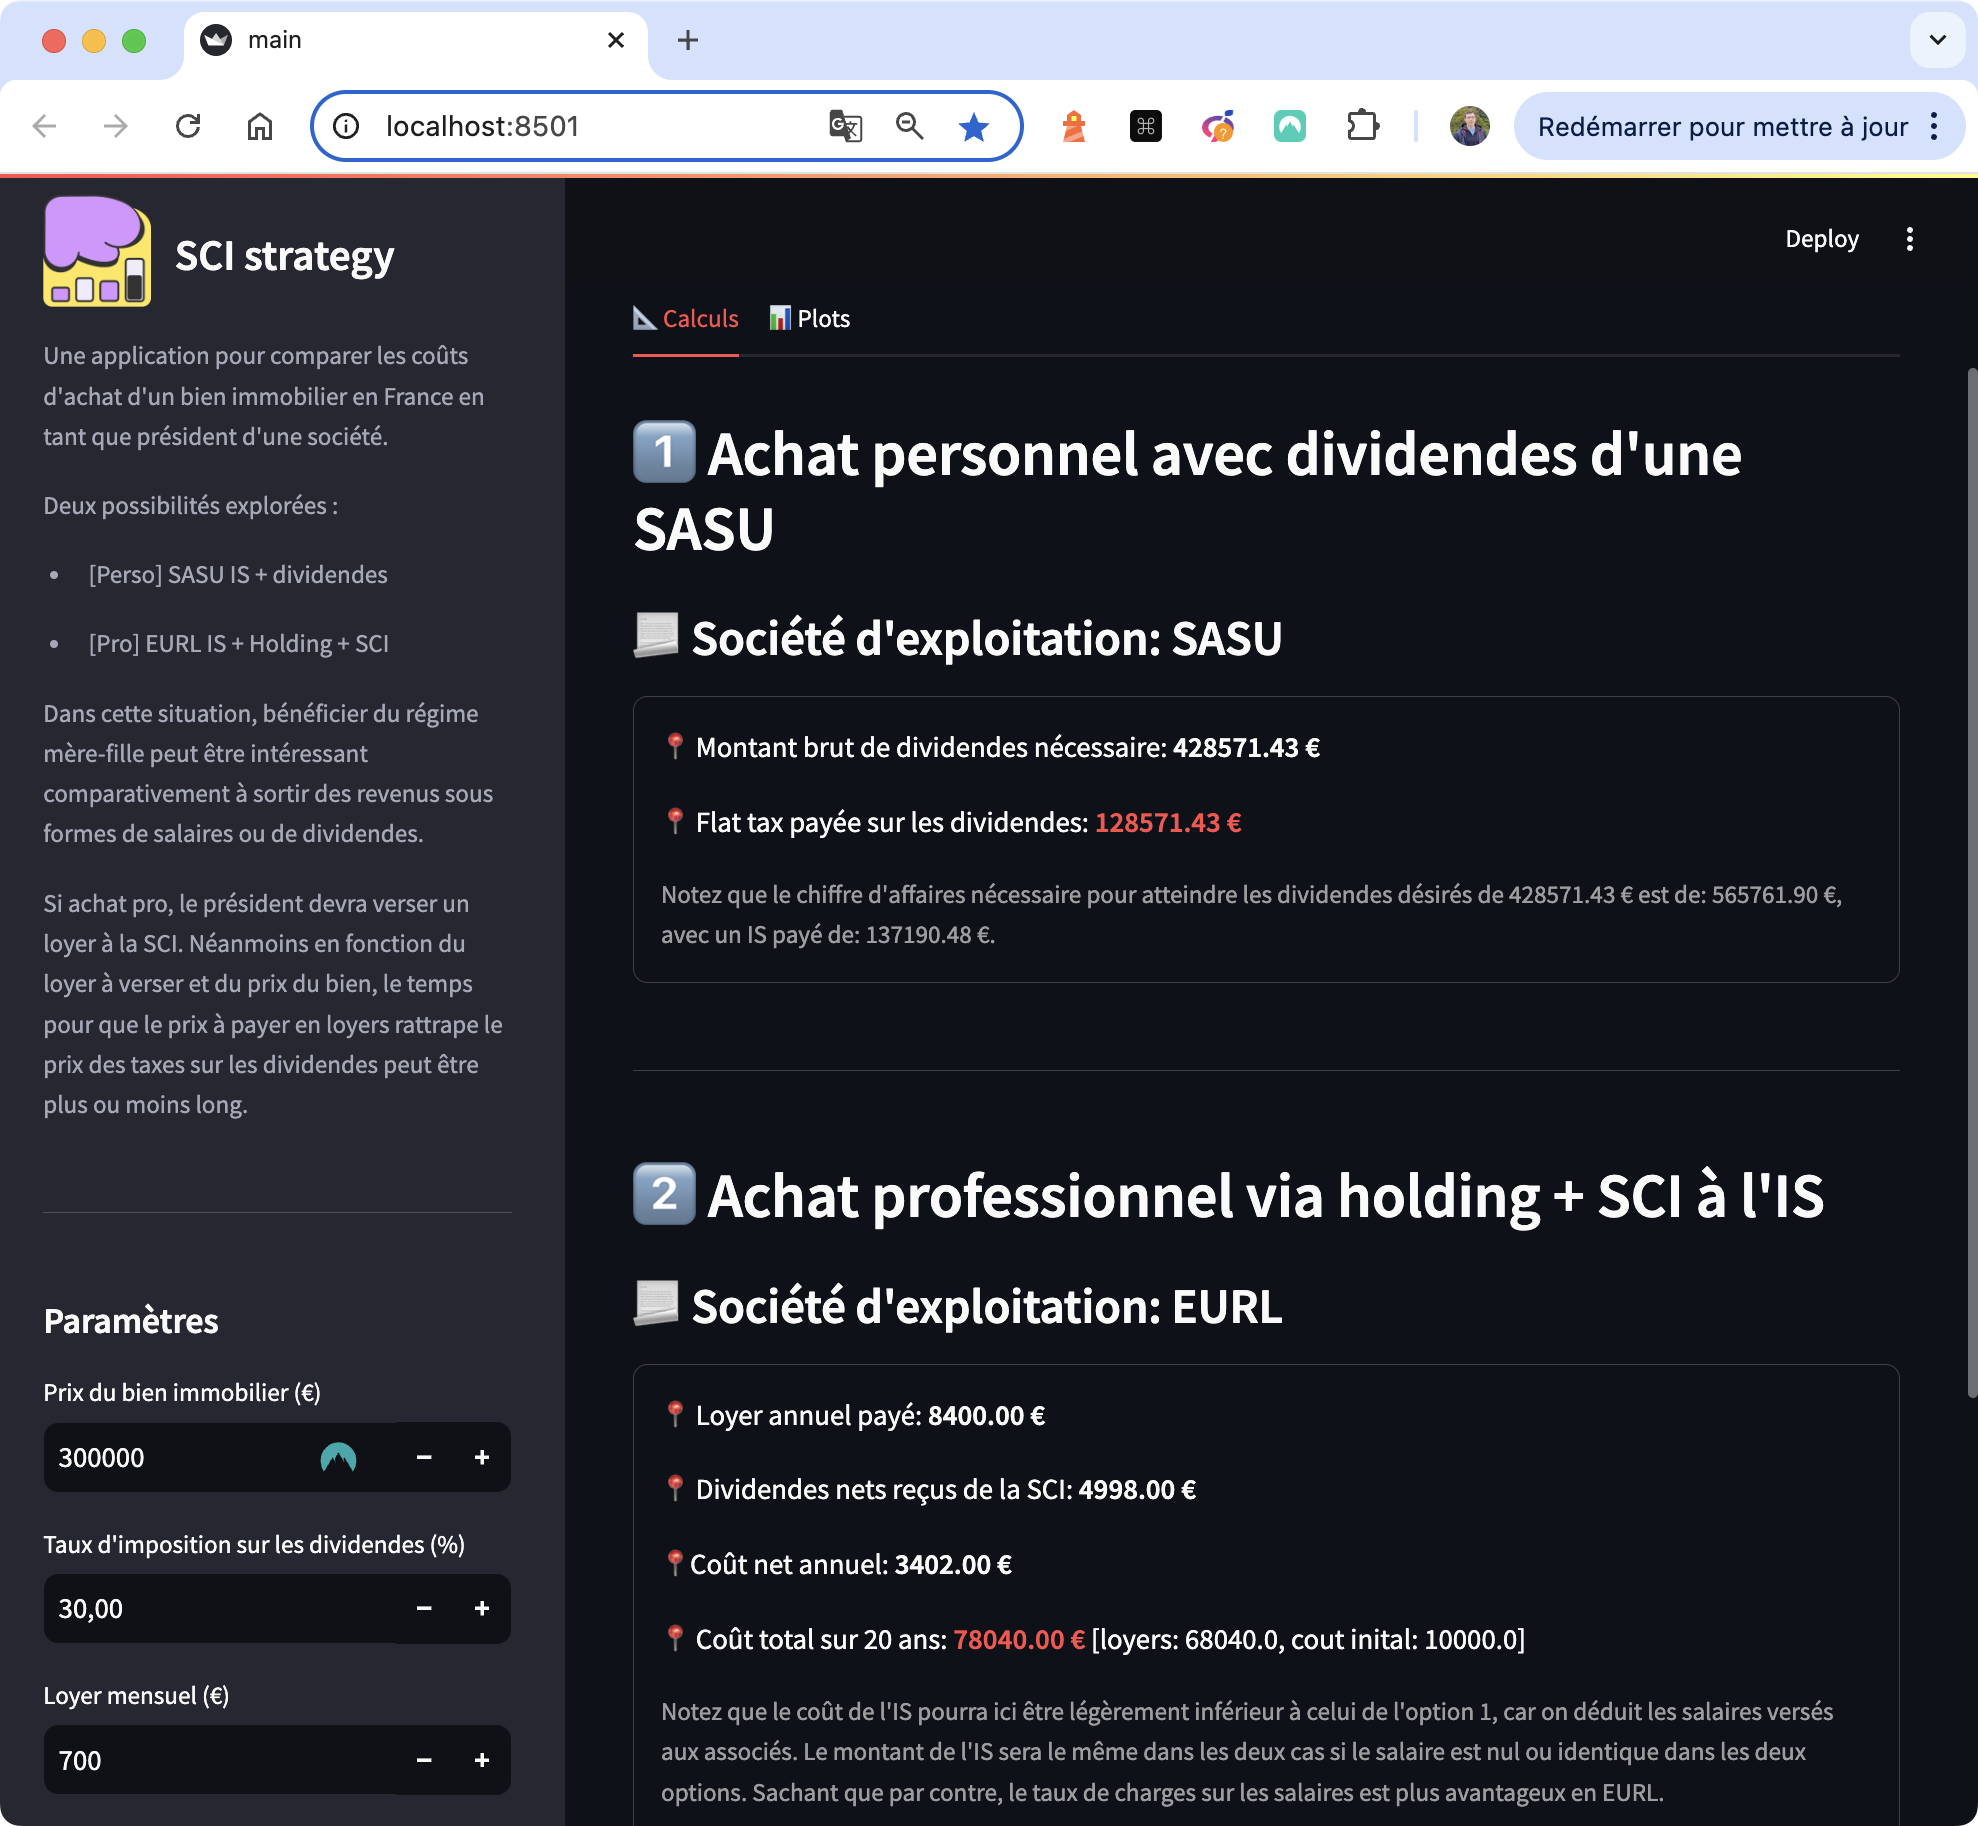 main
localhost:8501
Redémarrer pour mettre à jour
SCI strategy
Une application pour comparer les coûts
d'achat d'un bien immobilier en France en
tant que président d'une société.
Deux possibilités explorées :
• [Perso] SASU IS + dividendes
• [Pro] EURL IS + Holding + SCI
Dans cette situation, bénéficier du régime
mère-fille peut être intéressant
comparativement à sortir des revenus sous
formes de salaires ou de dividendes.
Si achat pro, le président devra verser un
loyer à la SCI. Néanmoins en fonction du
loyer à verser et du prix du bien, le temps
pour que le prix à payer en loyers rattrape le
prix des taxes sur les dividendes peut être
plus ou moins long.
Paramètres
Prix du bien immobilier (€)
300000
Taux d'imposition sur les dividendes (%)
30,00
Loyer mensuel (€)
700
Deploy
Calculs
Plots
1 Achat personnel avec dividendes d'une
SASU
Société d'exploitation: SASU
Montant brut de dividendes nécessaire: 428571.43 €
Flat tax payée sur les dividendes: 128571.43 €
Notez que le chiffre d'affaires nécessaire pour atteindre les dividendes désirés de 428571.43 € est de: 565761.90 €,
avec un IS payé de: 137190.48 €.
2 Achat professionnel via holding + SCI à l'IS
Société d'exploitation: EURL
Loyer annuel payé: 8400.00 €
Dividendes nets reçus de la SCI: 4998.00 €
Coût net annuel: 3402.00 €
Coût total sur 20 ans: 78040.00 € [loyers: 68040.0, cout inital: 10000.0]
Notez que le coût de l'IS pourra ici être légèrement inférieur à celui de l'option 1, car on déduit les salaires versés
aux associés. Le montant de l'IS sera le même dans les deux cas si le salaire est nul ou identique dans les deux
options. Sachant que par contre, le taux de charges sur les salaires est plus avantageux en EURL.